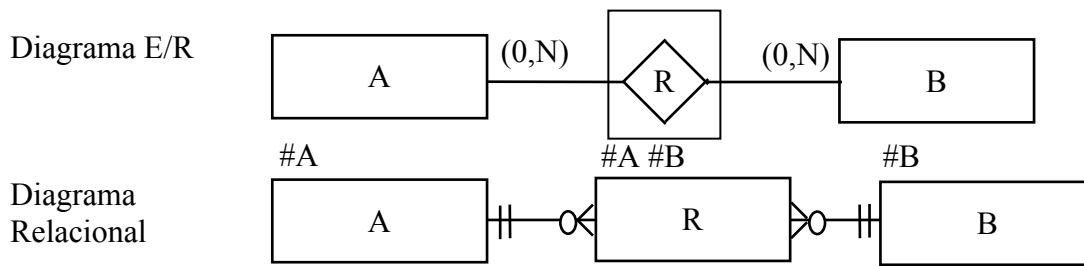 Diagrama E/R
A (0,N) R (0,N) B
#A #A #B #B
Diagrama
Relacional
A R B